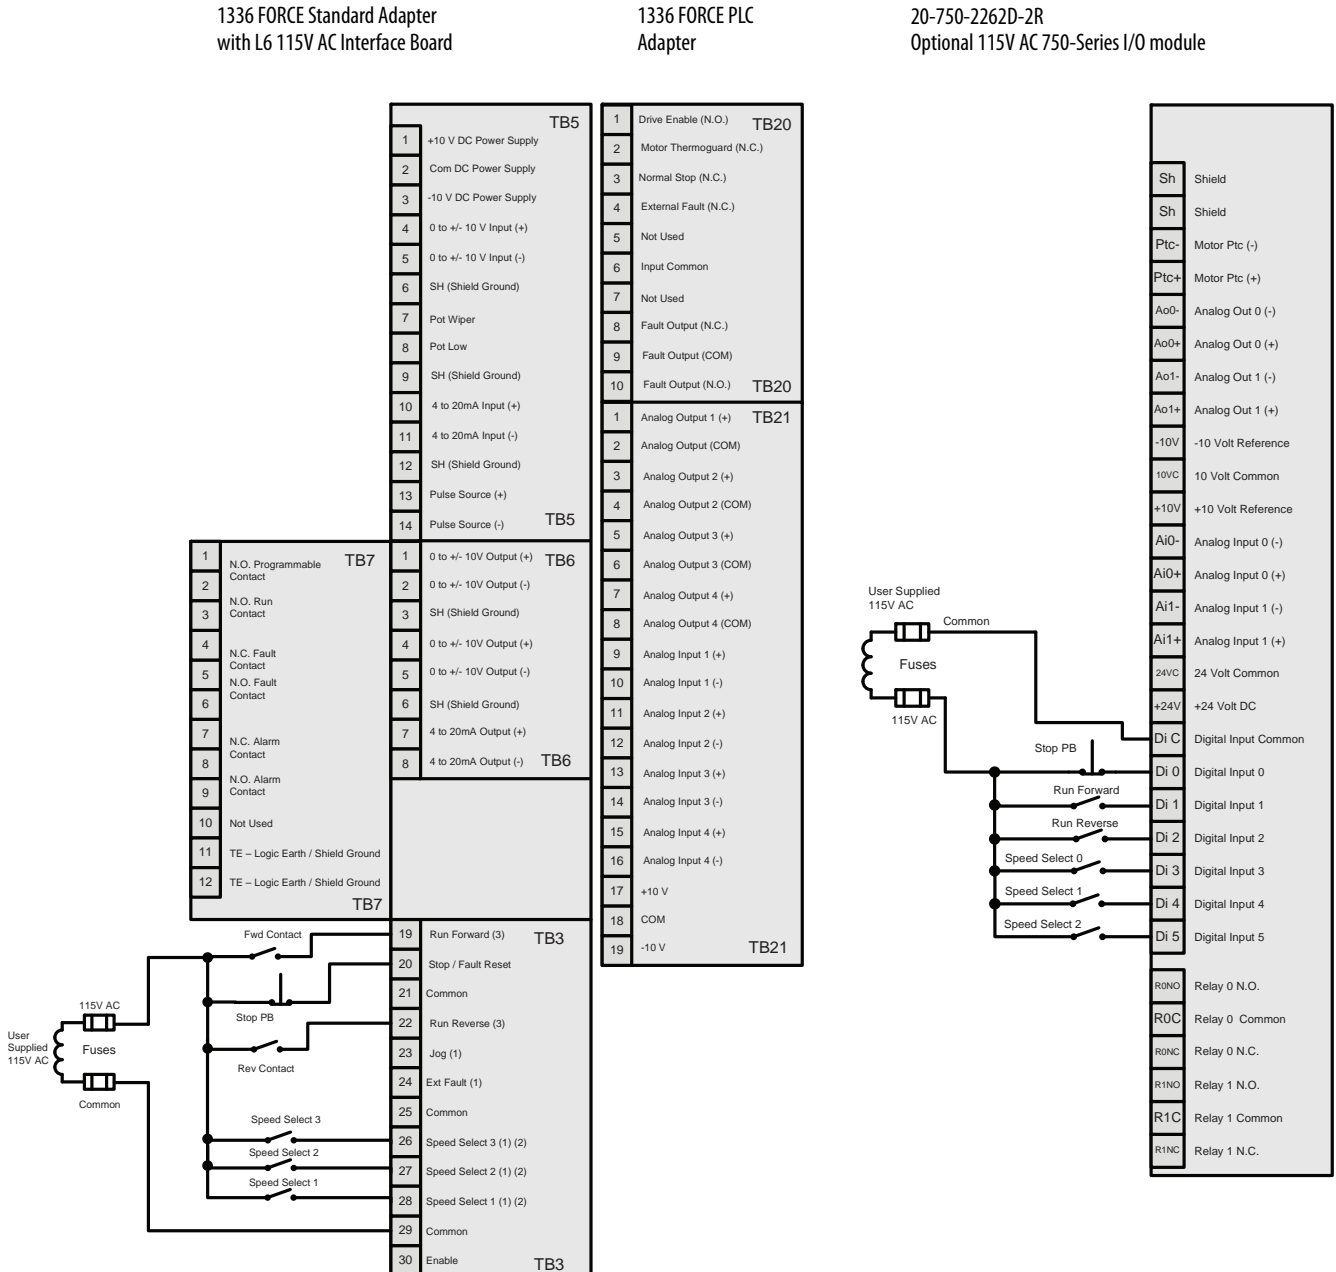 1336 FORCE Standard Adapter
with L6 115V AC Interface Board
1336 FORCE PLC
Adapter
20-750-2262D-2R
Optional 115V AC 750-Series I/O module
TB5
1 +10 V DC Power Supply
2 Com DC Power Supply
3 -10 V DC Power Supply
4 0 to +/- 10 V Input (+)
5 0 to +/- 10 V Input (-)
6 SH (Shield Ground)
7 Pot Wiper
8 Pot Low
9 SH (Shield Ground)
10 4 to 20mA Input (+)
11 4 to 20mA Input (-)
12 SH (Shield Ground)
13 Pulse Source (+)
14 Pulse Source (-)
TB5
TB7
1
N.O. Programmable
Contact
2
N.O. Run
3 Contact
4
N.C. Fault
Contact
5
N.O. Fault
Contact
6
7
N.C. Alarm
Contact
8
N.O. Alarm
Contact
9
10 Not Used
11 TE – Logic Earth / Shield Ground
12 TE – Logic Earth / Shield Ground
TB7
1 0 to +/- 10V Output (+) TB6
2 0 to +/- 10V Output (-)
3 SH (Shield Ground)
4 0 to +/- 10V Output (+)
5 0 to +/- 10V Output (-)
6 SH (Shield Ground)
7 4 to 20mA Output (+)
8 4 to 20mA Output (-) TB6
19 Run Forward (3) TB3
20 Stop / Fault Reset
21 Common
22 Run Reverse (3)
23 Jog (1)
24 Ext Fault (1)
25 Common
26 Speed Select 3 (1) (2)
27 Speed Select 2 (1) (2)
28 Speed Select 1 (1) (2)
29 Common
30 Enable
TB3
Fwd Contact
115V AC
Stop PB
User
Supplied
115V AC
Fuses
Rev Contact
Common
Speed Select 3
Speed Select 2
Speed Select 1
1 Drive Enable (N.O.) TB20
2 Motor Thermoguard (N.C.)
3 Normal Stop (N.C.)
4 External Fault (N.C.)
5 Not Used
6 Input Common
7 Not Used
8 Fault Output (N.C.)
9 Fault Output (COM)
10 Fault Output (N.O.) TB20
1 Analog Output 1 (+) TB21
2 Analog Output (COM)
3 Analog Output 2 (+)
4 Analog Output 2 (COM)
5 Analog Output 3 (+)
6 Analog Output 3 (COM)
7 Analog Output 4 (+)
8 Analog Output 4 (COM)
9 Analog Input 1 (+)
10 Analog Input 1 (-)
11 Analog Input 2 (+)
12 Analog Input 2 (-)
13 Analog Input 3 (+)
14 Analog Input 3 (-)
15 Analog Input 4 (+)
16 Analog Input 4 (-)
17 +10 V
18 COM
19 -10 V TB21
User Supplied
115V AC
Common
Fuses
115V AC
Stop PB
Run Forward
Run Reverse
Speed Select 0
Speed Select 1
Speed Select 2
Sh Shield
Sh Shield
Ptc- Motor Ptc (-)
Ptc+ Motor Ptc (+)
Ao0- Analog Out 0 (-)
Ao0+ Analog Out 0 (+)
Ao1- Analog Out 1 (-)
Ao1+ Analog Out 1 (+)
-10V -10 Volt Reference
10VC 10 Volt Common
+10V +10 Volt Reference
Ai0- Analog Input 0 (-)
Ai0+ Analog Input 0 (+)
Ai1- Analog Input 1 (-)
Ai1+ Analog Input 1 (+)
24VC 24 Volt Common
+24V +24 Volt DC
Di C Digital Input Common
Di 0 Digital Input 0
Di 1 Digital Input 1
Di 2 Digital Input 2
Di 3 Digital Input 3
Di 4 Digital Input 4
Di 5 Digital Input 5
R0NO Relay 0 N.O.
R0C Relay 0 Common
R0NC Relay 0 N.C.
R1NO Relay 1 N.O.
R1C Relay 1 Common
R1NC Relay 1 N.C.